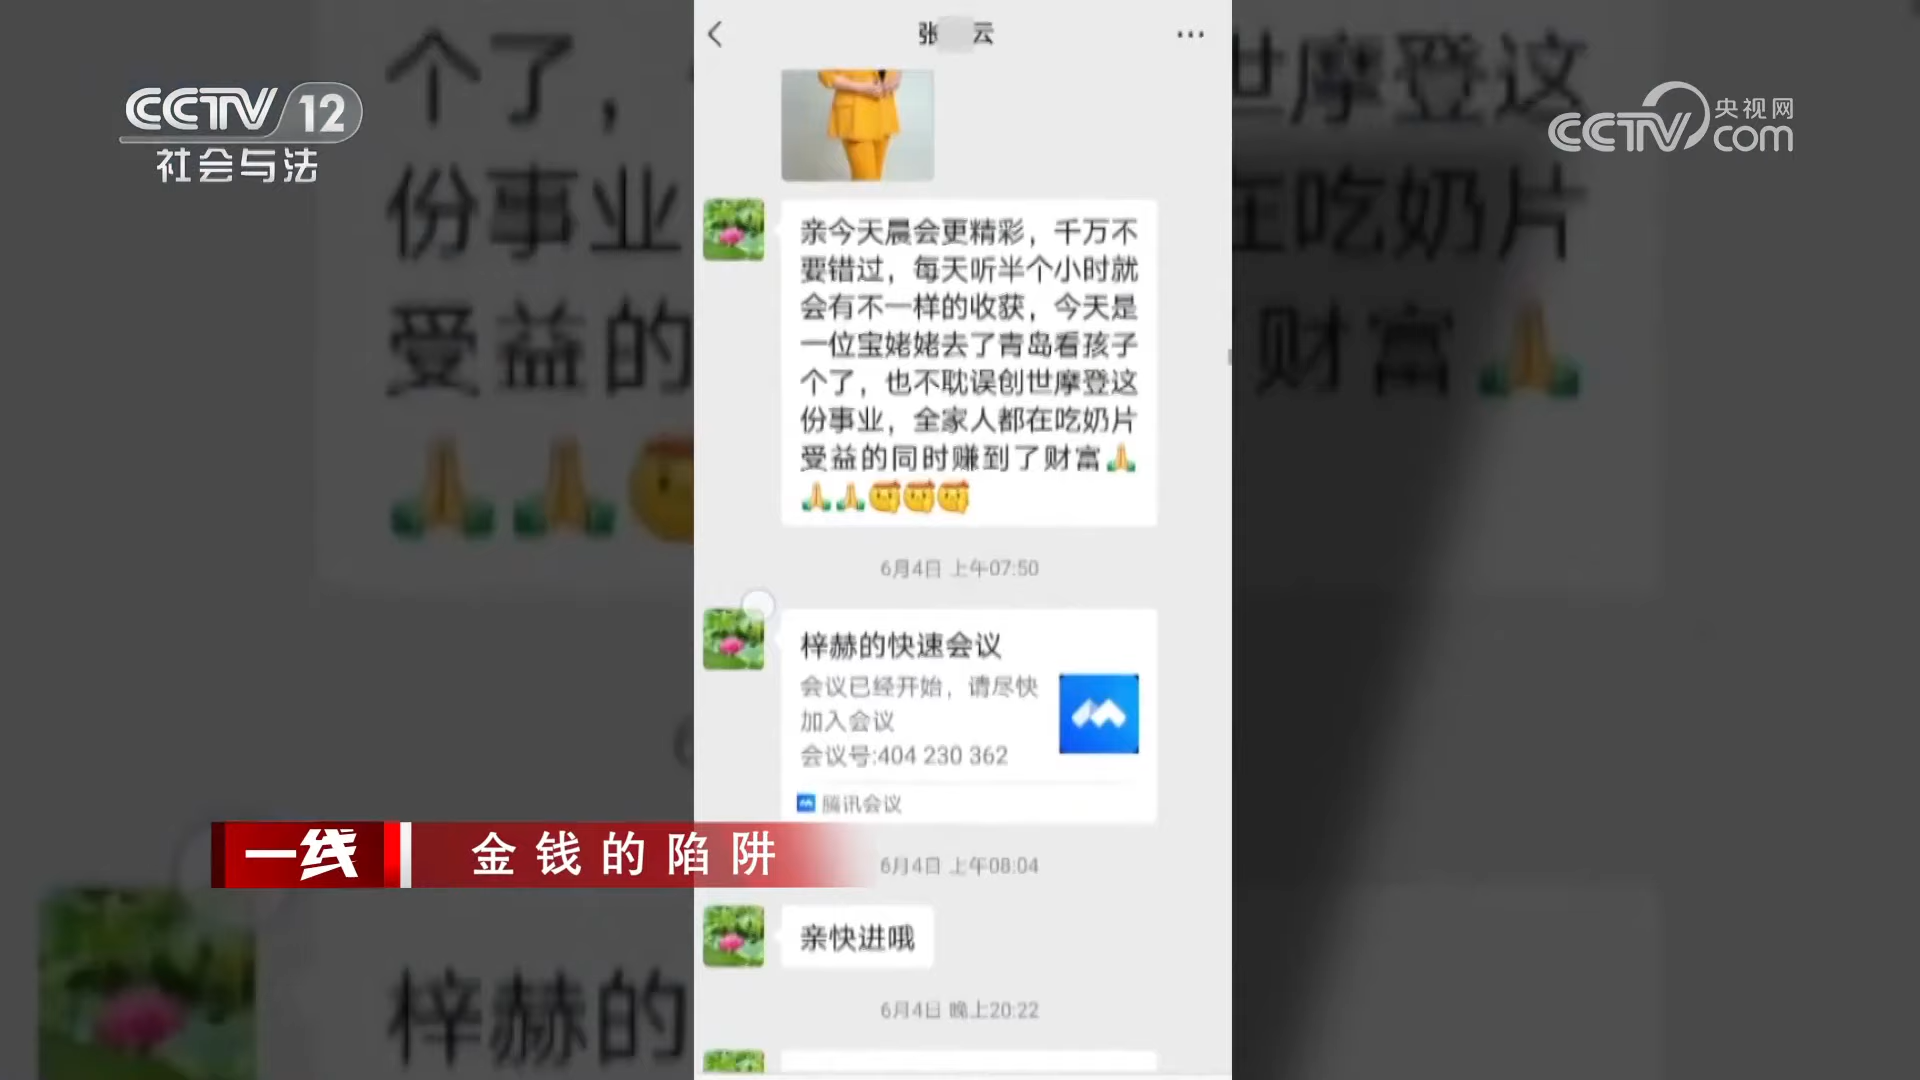 CCTV 12
社会与法
央视网
CCTV com
张 云
亲今天晨会更精彩，千万不
要错过，每天听半个小时就
会有不一样的收获，今天是
一位宝姥姥去了青岛看孩子
个了，也不耽误创世摩登这
份事业，全家人都在吃奶片
受益的同时赚到了财富🙏
🙏🙏
6月4日 上午07:50
梓赫的快速会议
会议已经开始，请尽快
加入会议
会议号:404 230 362
腾讯会议
一线
金钱的陷阱
6月4日 上午08:04
亲快进哦
6月4日 晚上20:22
个了，
份事业
受益的
世摩登这
在吃奶片
财富🙏
🙏🙏
梓赫的